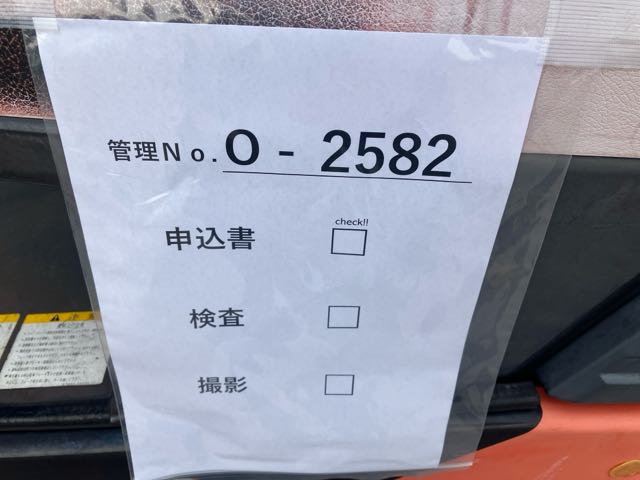 管理No. O - 2582
check!!
申込書 □
検査 □
撮影 □